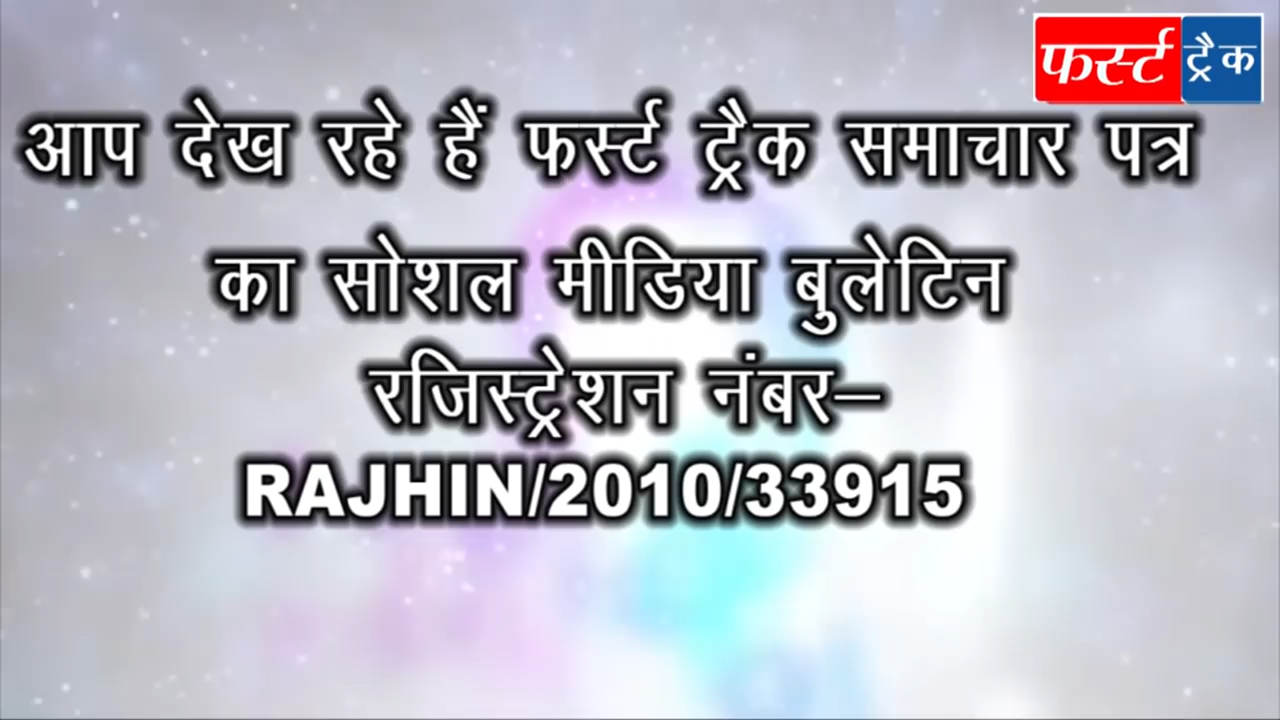 फर्स्ट ट्रैक
आप देख रहे हैं फर्स्ट ट्रैक समाचार पत्र
का सोशल मीडिया बुलेटिन
रजिस्ट्रेशन नंबर–
RAJHIN/2010/33915